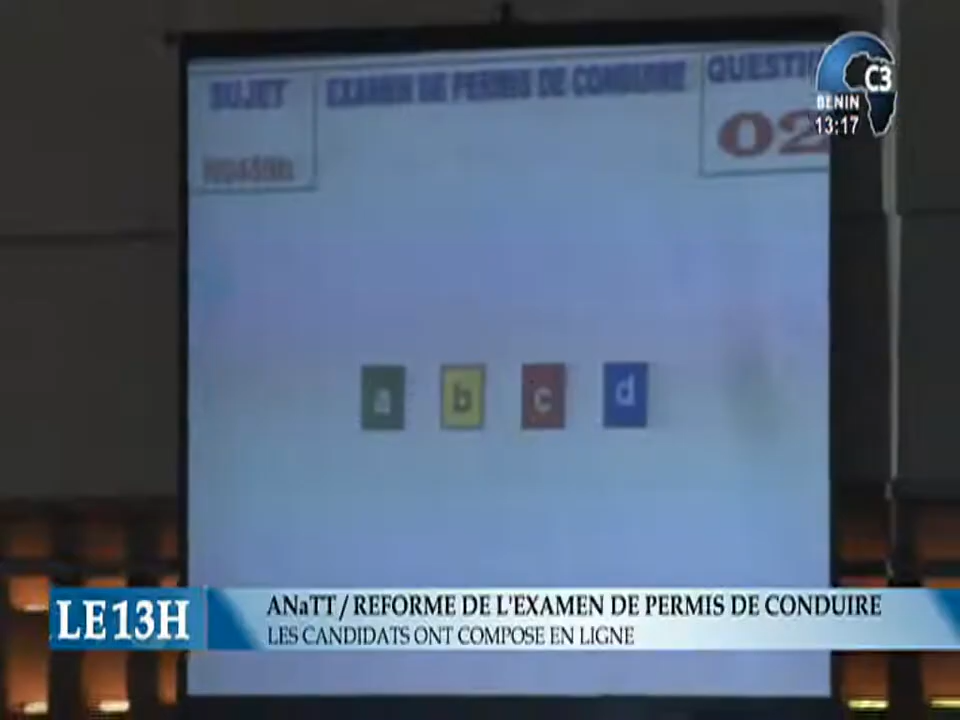 SUJET
EXAMEN DE PERMIS DE CONDUIRE
QUESTI
02
C3
BENIN
13:17
a
b
c
d
LE13H
ANaTT / REFORME DE L'EXAMEN DE PERMIS DE CONDUIRE
LES CANDIDATS ONT COMPOSE EN LIGNE